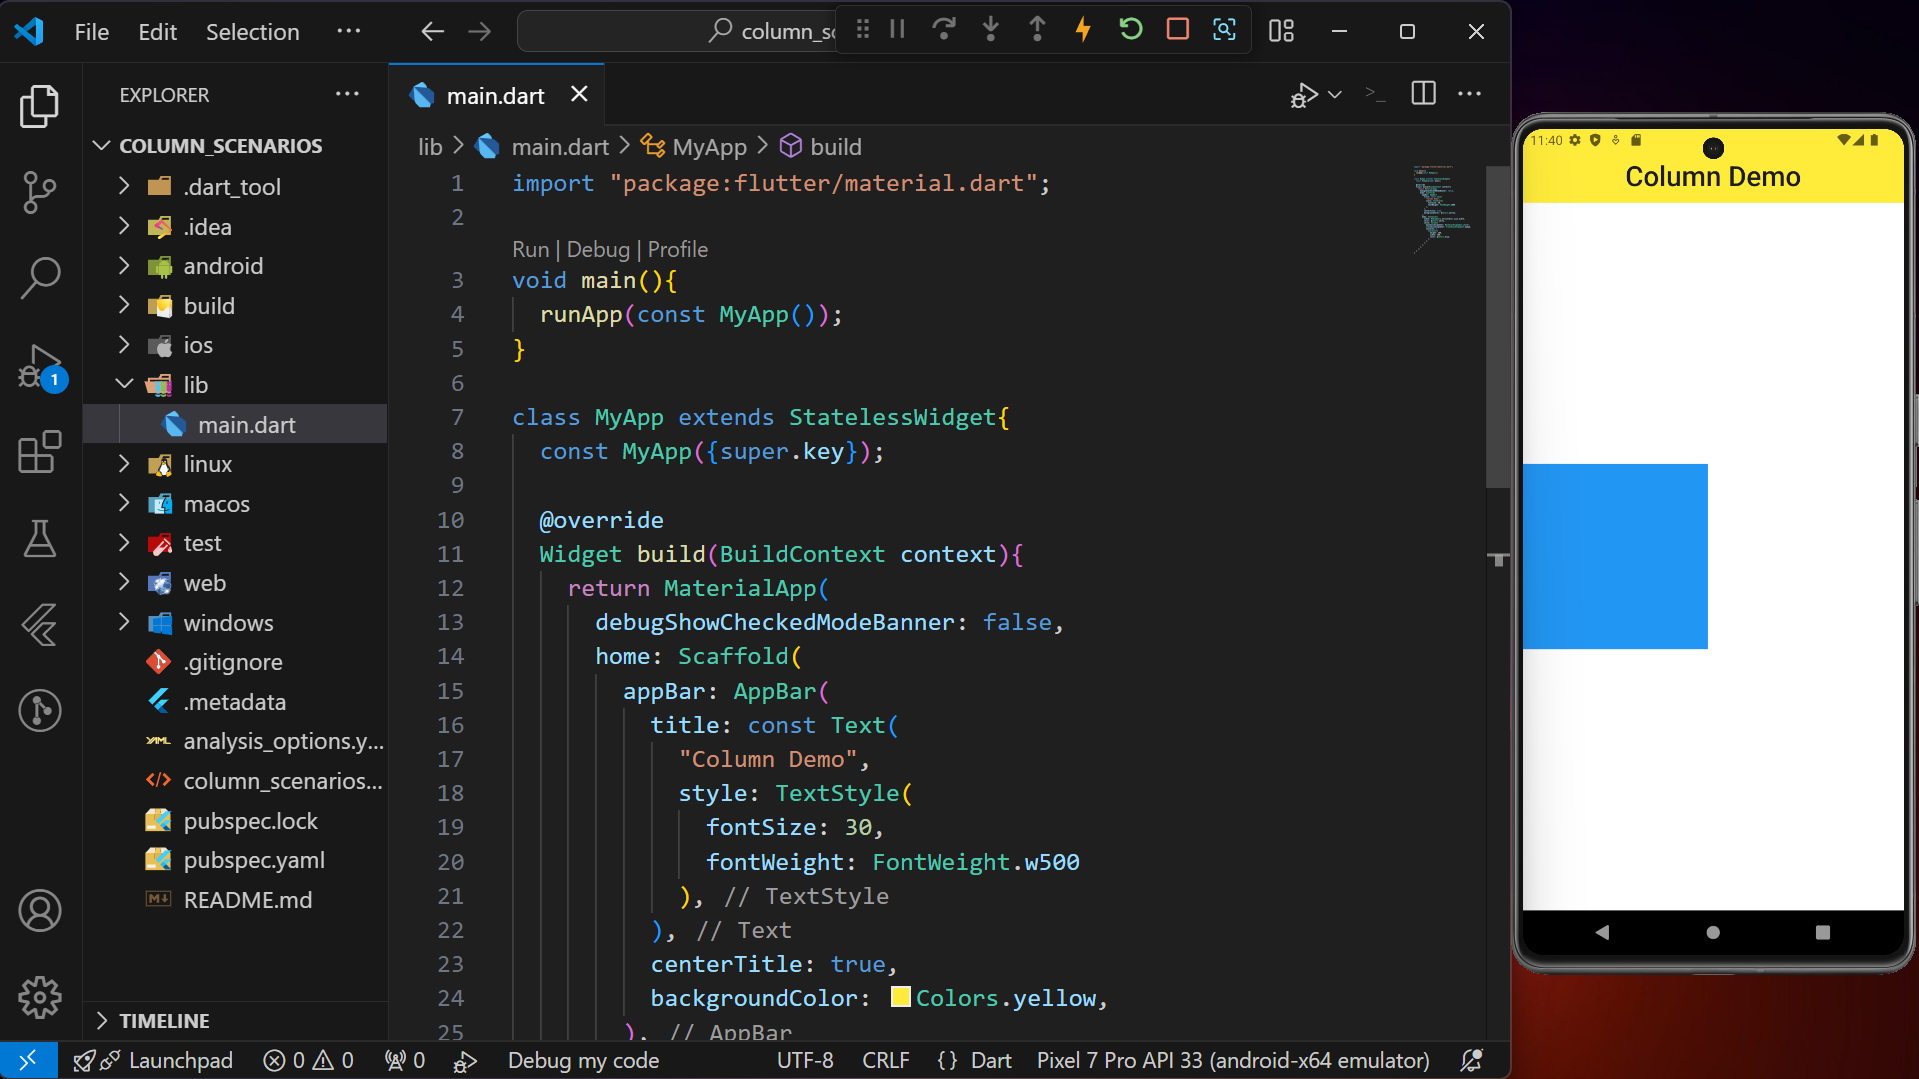 File Edit Selection ···
column_sc
EXPLORER ···
COLUMN_SCENARIOS
.dart_tool
.idea
android
build
ios
lib
main.dart
linux
macos
test
web
windows
.gitignore
.metadata
analysis_options.y...
column_scenarios...
pubspec.lock
pubspec.yaml
README.md
TIMELINE
1
main.dart
lib > main.dart > MyApp > build
1 import "package:flutter/material.dart";
2
Run | Debug | Profile
3 void main(){
4 runApp(const MyApp());
5 }
6
7 class MyApp extends StatelessWidget{
8 const MyApp({super.key});
9
10 @override
11 Widget build(BuildContext context){
12 return MaterialApp(
13 debugShowCheckedModeBanner: false,
14 home: Scaffold(
15 appBar: AppBar(
16 title: const Text(
17 "Column Demo",
18 style: TextStyle(
19 fontSize: 30,
20 fontWeight: FontWeight.w500
21 ), // TextStyle
22 ), // Text
23 centerTitle: true,
24 backgroundColor: Colors.yellow,
25 ), // AppBar
Launchpad 0 0 0 Debug my code UTF-8 CRLF {} Dart Pixel 7 Pro API 33 (android-x64 emulator)
11:40
Column Demo